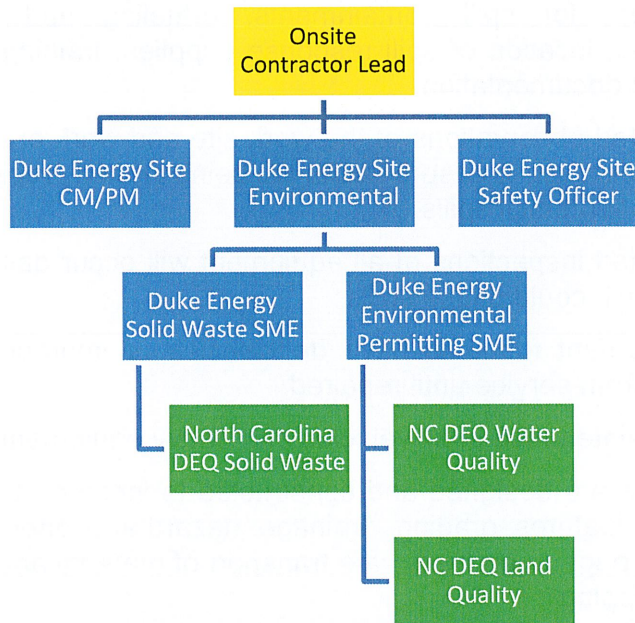 Onsite
Contractor Lead
Duke Energy Site
CM/PM
Duke Energy Site
Environmental
Duke Energy Site
Safety Officer
Duke Energy
Solid Waste SME
Duke Energy
Environmental
Permitting SME
North Carolina
DEQ Solid Waste
NC DEQ Water
Quality
NC DEQ Land
Quality